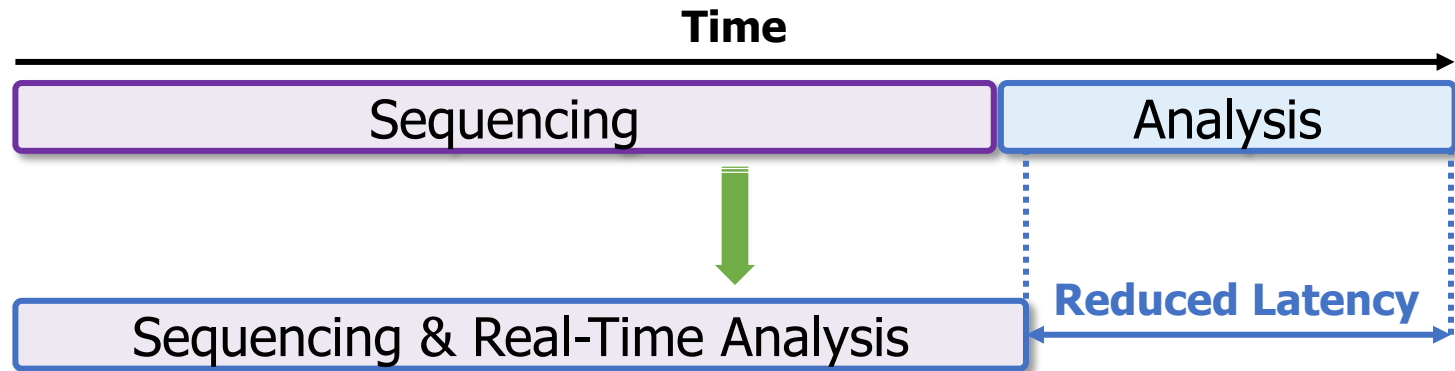 Time
Sequencing
Analysis
Reduced Latency
Sequencing & Real-Time Analysis